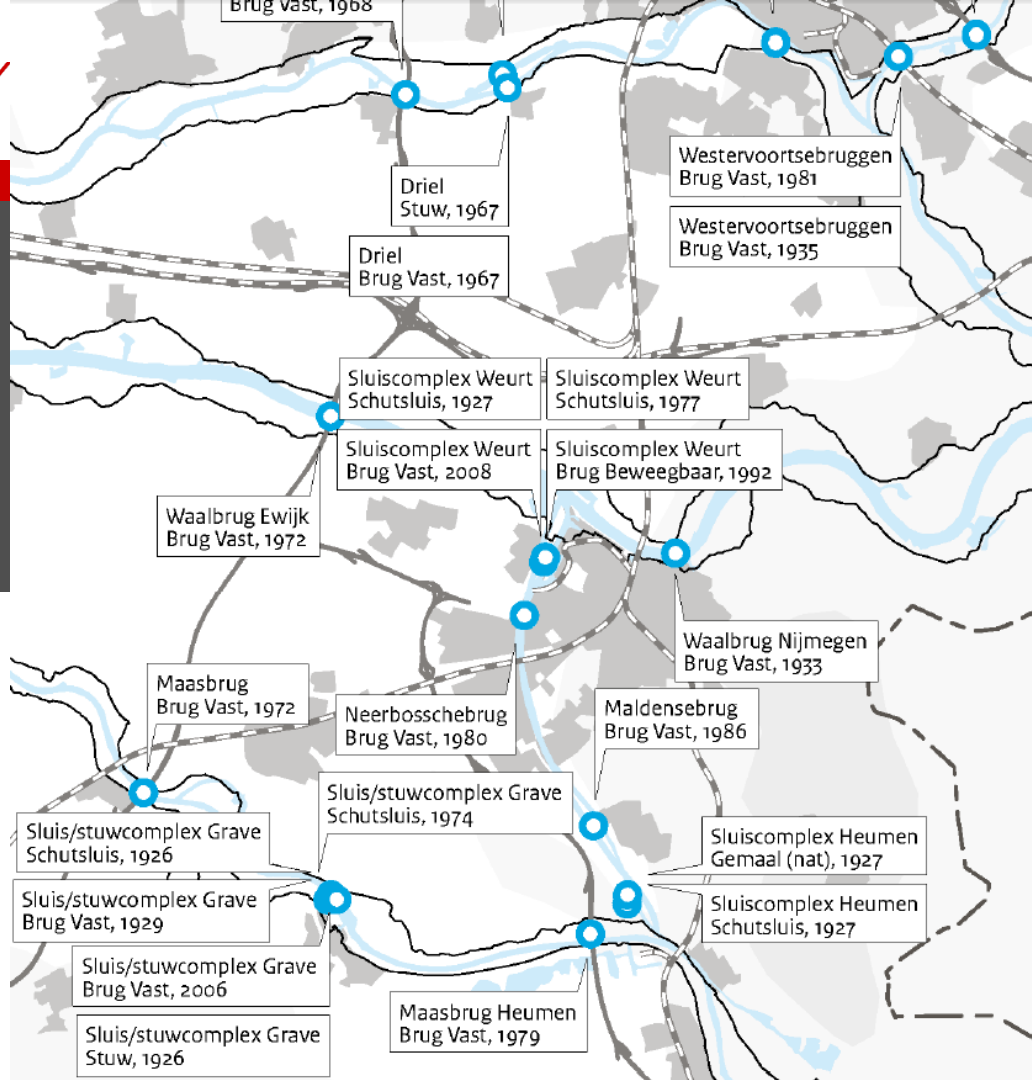 Brug Vast, 1968
Westervoortsebruggen
Brug Vast, 1981
Driel
Stuw, 1967
Westervoortsebruggen
Brug Vast, 1935
Driel
Brug Vast, 1967
Sluiscomplex Weurt
Schutsluis, 1927
Sluiscomplex Weurt
Schutsluis, 1977
Sluiscomplex Weurt
Brug Vast, 2008
Sluiscomplex Weurt
Brug Beweegbaar, 1992
Waalbrug Ewijk
Brug Vast, 1972
Waalbrug Nijmegen
Brug Vast, 1933
Maasbrug
Brug Vast, 1972
Neerbosschebrug
Brug Vast, 1980
Maldensebrug
Brug Vast, 1986
Sluis/stuwcomplex Grave
Schutsluis, 1974
Sluis/stuwcomplex Grave
Schutsluis, 1926
Sluiscomplex Heumen
Gemaal (nat), 1927
Sluis/stuwcomplex Grave
Brug Vast, 1929
Sluiscomplex Heumen
Schutsluis, 1927
Sluis/stuwcomplex Grave
Brug Vast, 2006
Maasbrug Heumen
Brug Vast, 1979
Sluis/stuwcomplex Grave
Stuw, 1926